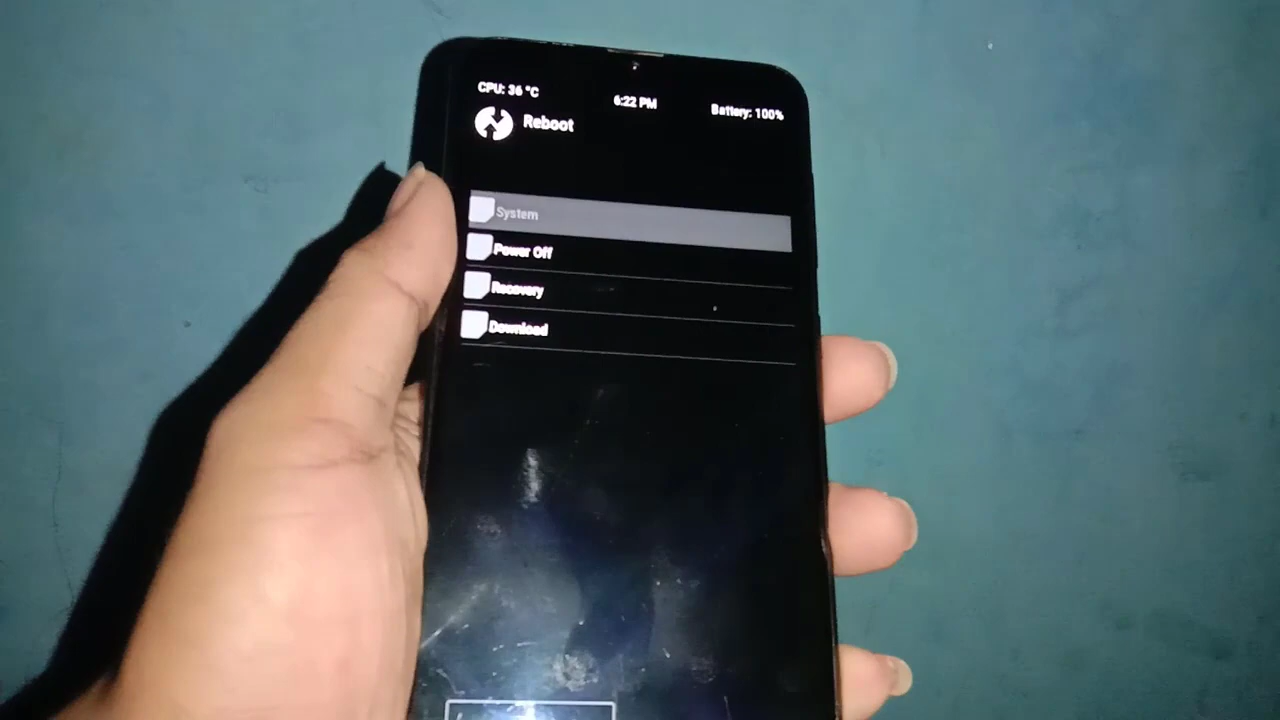 CPU: 36 °C
6:22 PM
Battery: 100%
Reboot
System
Power Off
Recovery
Download